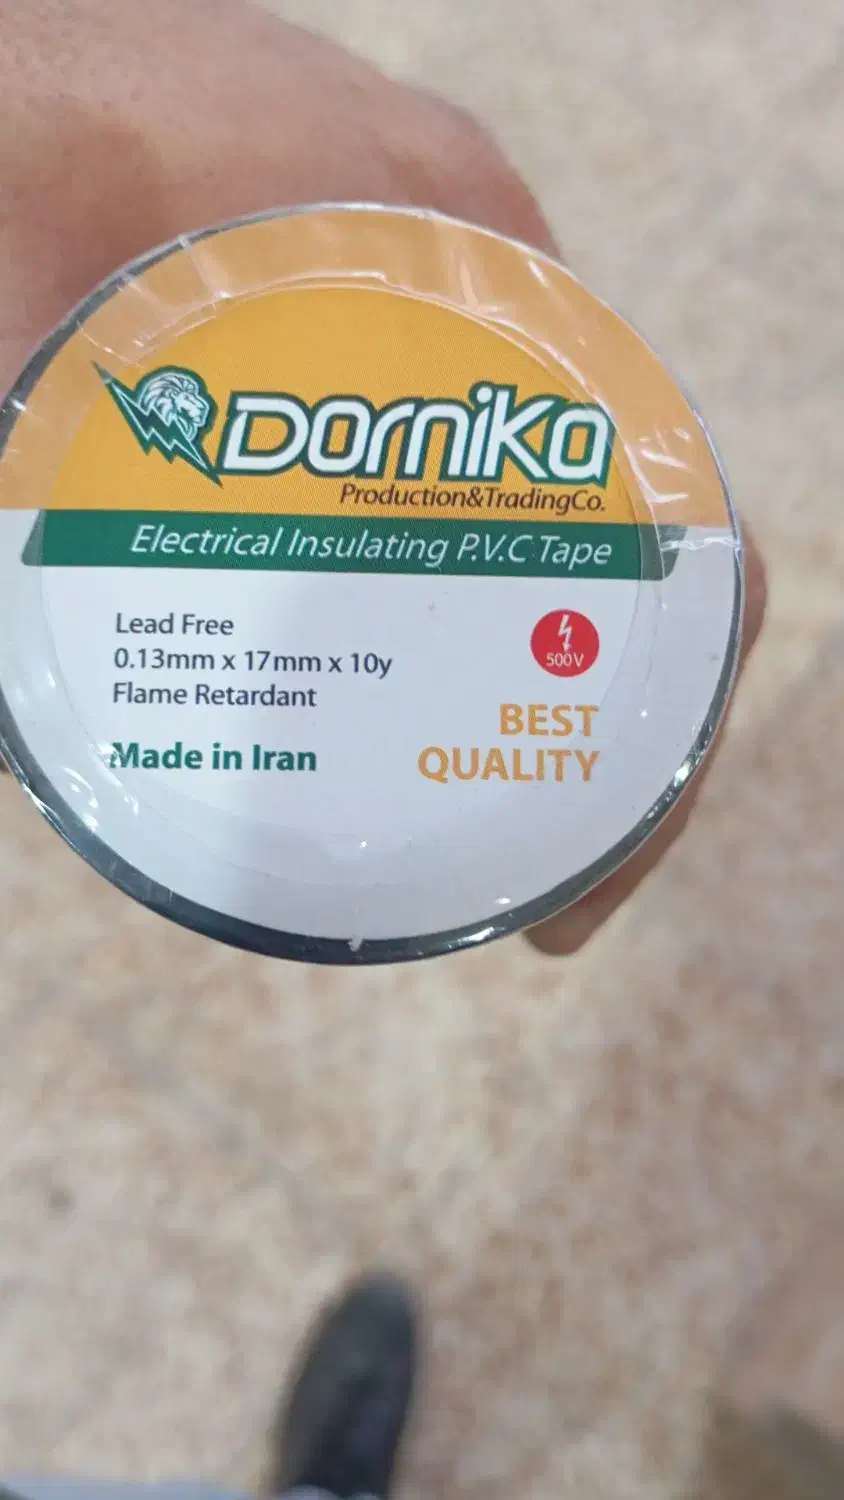 Dornika
Production&TradingCo.
Electrical Insulating P.V.C Tape
Lead Free
0.13mm x 17mm x 10y
Flame Retardant
Made in Iran
500V
BEST
QUALITY